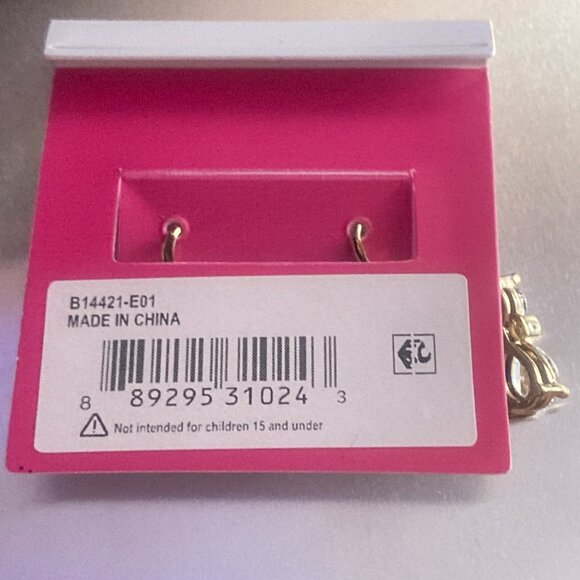 B14421-E01
MADE IN CHINA
8 89295 31024 3
Not intended for children 15 and under